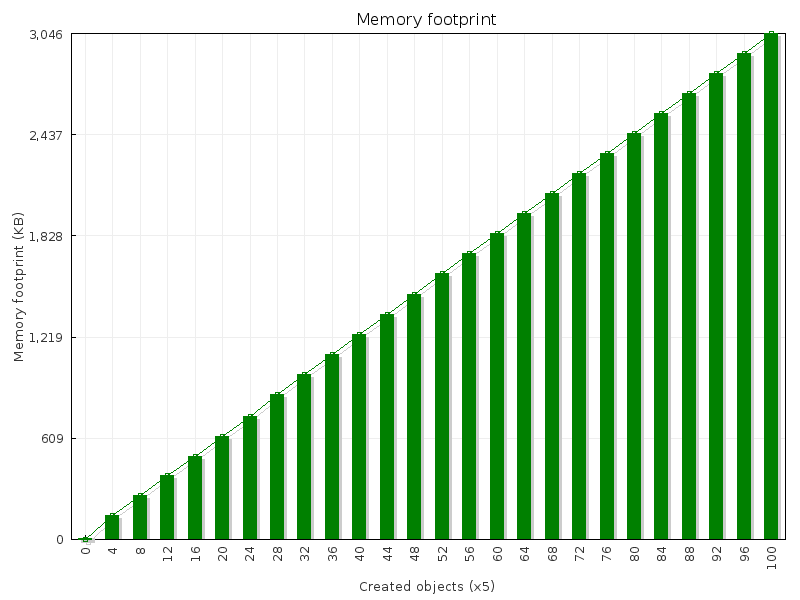 Memory footprint
3,046
2,437
1,828
1,219
609
0
Memory footprint (KB)
0 4 8 12 16 20 24 28 32 36 40 44 48 52 56 60 64 68 72 76 80 84 88 92 96 100
Created objects (x5)